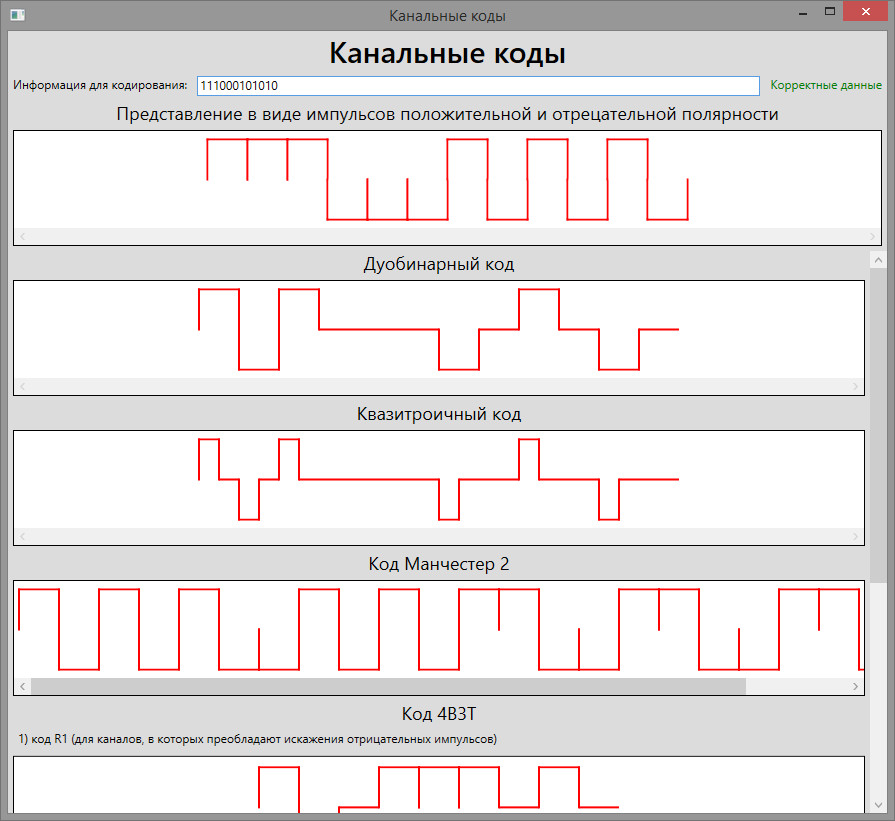 Канальные коды
Канальные коды
Информация для кодирования: 111000101010 Корректные данные
Представление в виде импульсов положительной и отрецательной полярности
Дуобинарный код
Квазитроичный код
Код Манчестер 2
Код 4B3T
1) код R1 (для каналов, в которых преобладают искажения отрицательных импульсов)